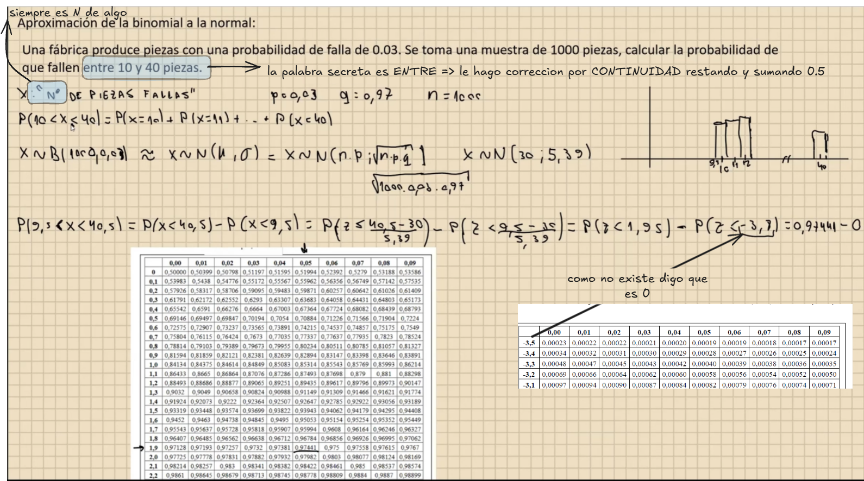 siempre es N de algo
Aproximación de la binomial a la normal:
Una fábrica produce piezas con una probabilidad de falla de 0.03. Se toma una muestra de 1000 piezas, calcular la probabilidad de
que fallen entre 10 y 40 piezas.
la palabra secreta es ENTRE => le hago correccion por CONTINUIDAD restando y sumando 0.5
X: "Nº DE PIEZAS FALLAS" p=0,03 q=0,97 n=1000
P(10<x≤40)=P(x=10)+P(x=11)+...+P(x=40)
X~B(1000,0,03) ≈ X~N(μ,σ) = X~N(n.p;√n.p.q) X~N(30;5,39)
√1000.0,03.0,97
9,5 10 11 12 40
P(9,5<X<40,5)=P(X<40,5)-P(X<9,5)=P(Z≤40,5-30/5,39)-P(Z<9,5-30/5,39)=P(Z<1,95)-P(Z<-3,8)=0,97441-0
como no existe digo que
es 0
0,00 0,01 0,02 0,03 0,04 0,05 0,06 0,07 0,08 0,09
0 0,50000 0,50399 0,50798 0,51197 0,51595 0,51994 0,52392 0,5279 0,53188 0,53586
0,1 0,53983 0,5438 0,54776 0,55172 0,55567 0,55962 0,56356 0,56749 0,57142 0,57535
0,2 0,57926 0,58317 0,58706 0,59095 0,59483 0,59871 0,60257 0,60642 0,61026 0,61409
0,3 0,61791 0,62172 0,62552 0,6293 0,63307 0,63683 0,64058 0,64431 0,64803 0,65173
0,4 0,65542 0,6591 0,66276 0,6664 0,67003 0,67364 0,67724 0,68082 0,68439 0,68793
0,5 0,69146 0,69497 0,69847 0,70194 0,7054 0,70884 0,71226 0,71566 0,71904 0,7224
0,6 0,72575 0,72907 0,73237 0,73565 0,73891 0,74215 0,74537 0,74857 0,75175 0,7549
0,7 0,75804 0,76115 0,76424 0,7673 0,77035 0,77337 0,77637 0,77935 0,7823 0,78524
0,8 0,78814 0,79103 0,79389 0,79673 0,79955 0,80234 0,80511 0,80785 0,81057 0,81327
0,9 0,81594 0,81859 0,82121 0,82381 0,82639 0,82894 0,83147 0,83398 0,83646 0,83891
1,0 0,84134 0,84375 0,84614 0,84849 0,85083 0,85314 0,85543 0,85769 0,85993 0,86214
1,1 0,86433 0,8665 0,86864 0,87076 0,87286 0,87493 0,87698 0,879 0,881 0,88298
1,2 0,88493 0,88686 0,88877 0,89065 0,89251 0,89435 0,89617 0,89796 0,89973 0,90147
1,3 0,9032 0,9049 0,90658 0,90824 0,90988 0,91149 0,91309 0,91466 0,91621 0,91774
1,4 0,91924 0,92073 0,9222 0,92364 0,92507 0,92647 0,92785 0,92922 0,93056 0,93189
1,5 0,93319 0,93448 0,93574 0,93699 0,93822 0,93943 0,94062 0,94179 0,94295 0,94408
1,6 0,9452 0,9463 0,94738 0,94845 0,9495 0,95053 0,95154 0,95254 0,95352 0,95449
1,7 0,95543 0,95637 0,95728 0,95818 0,95907 0,95994 0,9608 0,96164 0,96246 0,96327
1,8 0,96407 0,96485 0,96562 0,96638 0,96712 0,96784 0,96856 0,96926 0,96995 0,97062
1,9 0,97128 0,97193 0,97257 0,9732 0,97381 0,97441 0,975 0,97558 0,97615 0,9767
2,0 0,97725 0,97778 0,97831 0,97882 0,97932 0,97982 0,9803 0,98077 0,98124 0,98169
2,1 0,98214 0,98257 0,983 0,98341 0,98382 0,98422 0,98461 0,985 0,98537 0,98574
2,2 0,9861 0,98645 0,98679 0,98713 0,98745 0,98778 0,98809 0,9884 0,9887 0,98899
0,00 0,01 0,02 0,03 0,04 0,05 0,06 0,07 0,08 0,09
-3,5 0,00023 0,00022 0,00022 0,00021 0,00020 0,00019 0,00019 0,00018 0,00017 0,00017
-3,4 0,00034 0,00032 0,00031 0,00030 0,00029 0,00028 0,00027 0,00026 0,00025 0,00024
-3,3 0,00048 0,00047 0,00045 0,00043 0,00042 0,00040 0,00039 0,00038 0,00036 0,00035
-3,2 0,00069 0,00066 0,00064 0,00062 0,00060 0,00058 0,00056 0,00054 0,00052 0,00050
-3,1 0,00097 0,00094 0,00090 0,00087 0,00084 0,00082 0,00079 0,00076 0,00074 0,00071